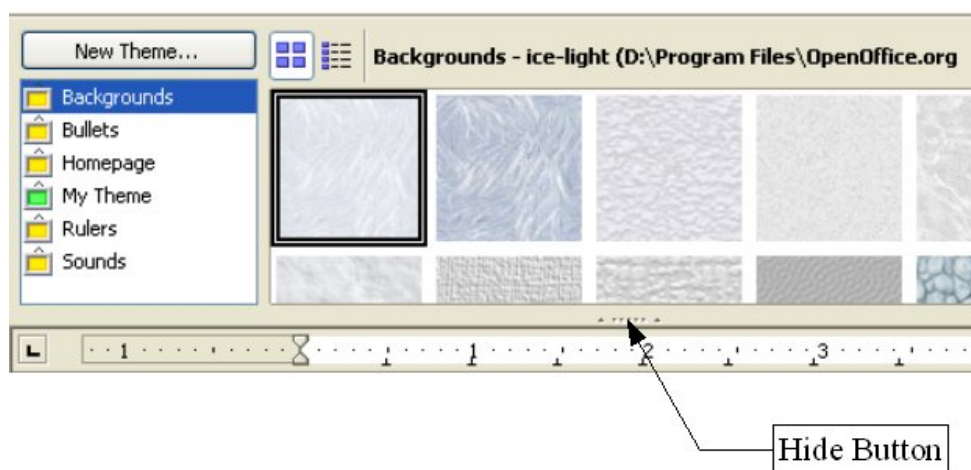 New Theme...
Backgrounds - ice-light (D:\Program Files\OpenOffice.org
Backgrounds
Bullets
Homepage
My Theme
Rulers
Sounds
1 1 2 3
Hide Button